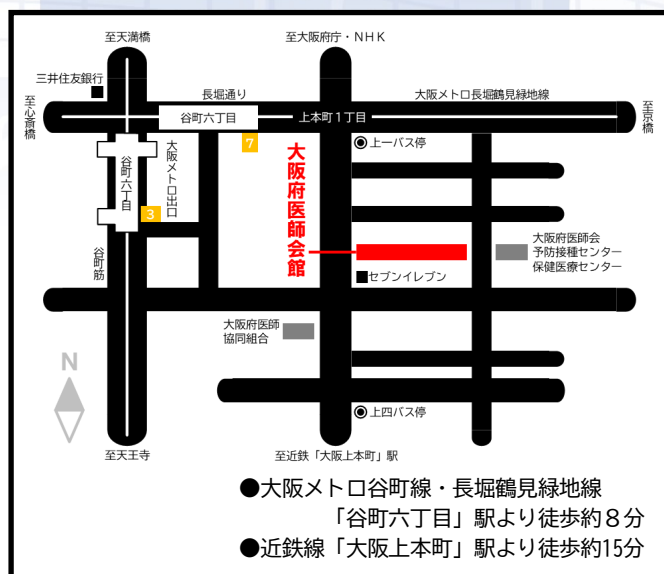 至天満橋
至大阪府庁・ＮＨＫ
三井住友銀行
長堀通り
大阪メトロ長堀鶴見緑地線
至心斎橋
谷町六丁目
上本町１丁目
至京橋
7
上一バス停
谷町六丁目
大阪メトロ出口
3
大阪府医師会館
大阪府医師会
予防接種センター
保健医療センター
谷町筋
セブンイレブン
大阪府医師
協同組合
N
上四バス停
至天王寺
至近鉄「大阪上本町」駅
●大阪メトロ谷町線・長堀鶴見緑地線
「谷町六丁目」駅より徒歩約８分
●近鉄線「大阪上本町」駅より徒歩約15分